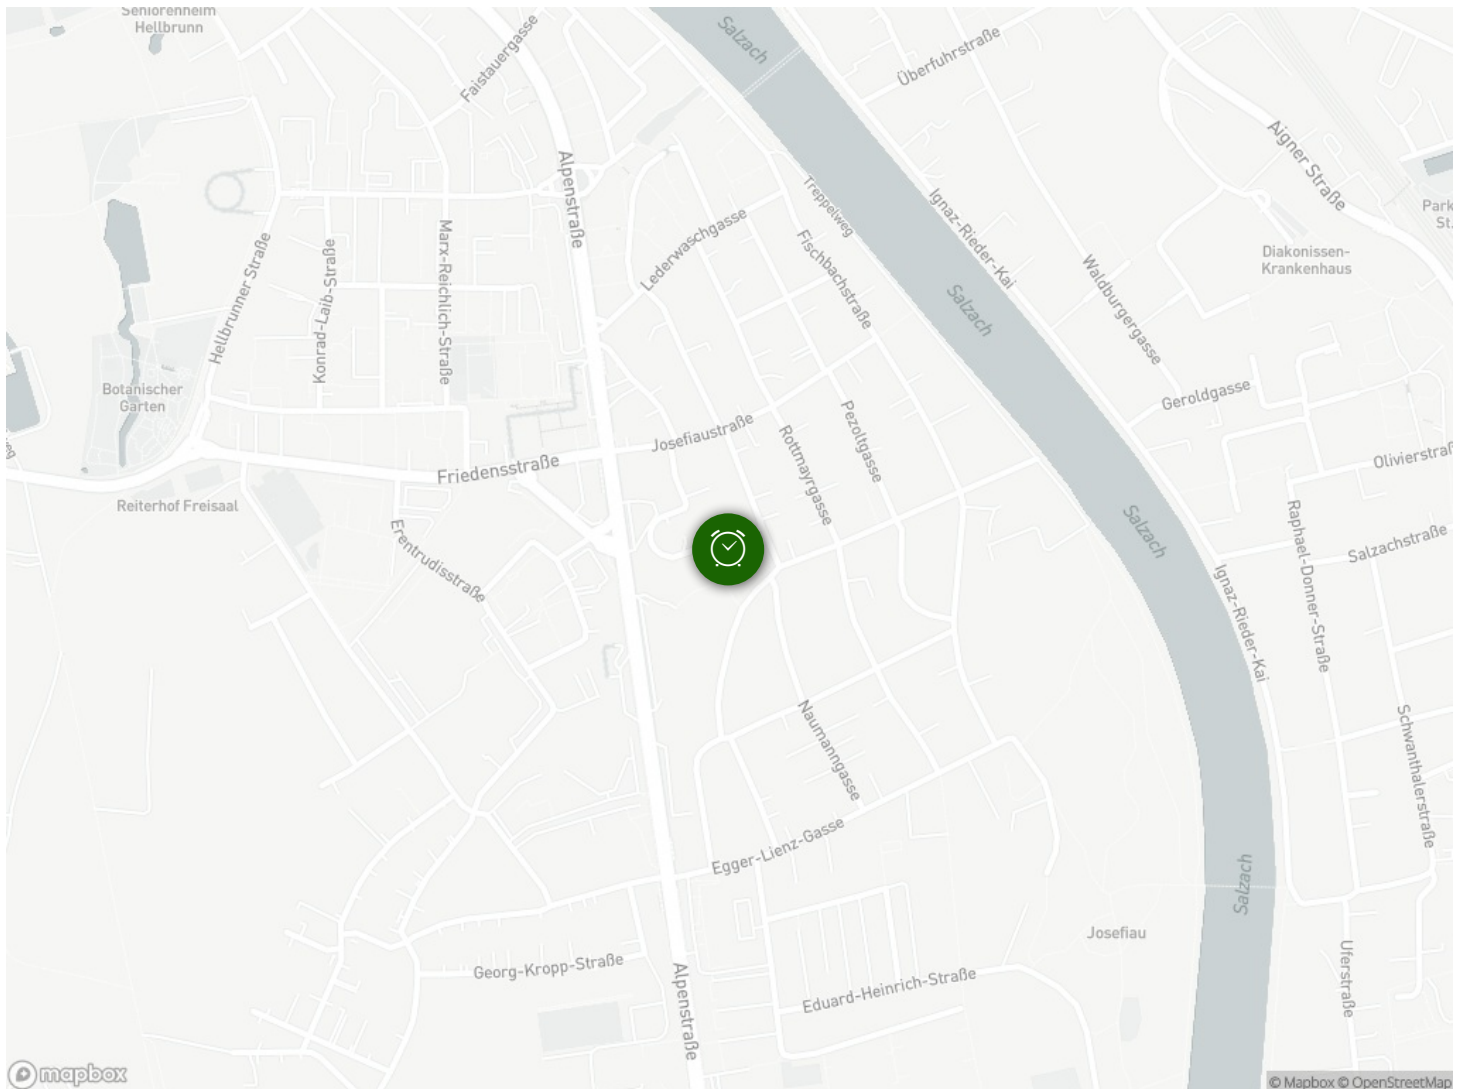 Seniorenheim
Hellbrunn
Faistauergasse
Salzach
Überfuhrstraße
Aigner Straße
Alpenstraße
Treppelweg
Ignaz-Rieder-Kai
Park
St.
Diakonissen-
Krankenhaus
Hellbrunner Straße
Konrad-Laib-Straße
Marx-Reichlich-Straße
Lederwaschgasse
Fischbachstraße
Salzach
Waldburgergasse
Botanischer
Garten
Geroldgasse
Josefiaustraße
Rottmayrgasse
Pezoltgasse
Friedensstraße
Olivierstraß
Reiterhof Freisaal
Erentrudisstraße
Salzach
Raphael-Donner-Straße
Salzachstraße
Ignaz-Rieder-Kai
Naumanngasse
Schwanthalerstraße
Egger-Lienz-Gasse
Salzach
Josefiau
Georg-Kropp-Straße
Alpenstraße
Eduard-Heinrich-Straße
Uferstraße
mapbox
© Mapbox © OpenStreetMap